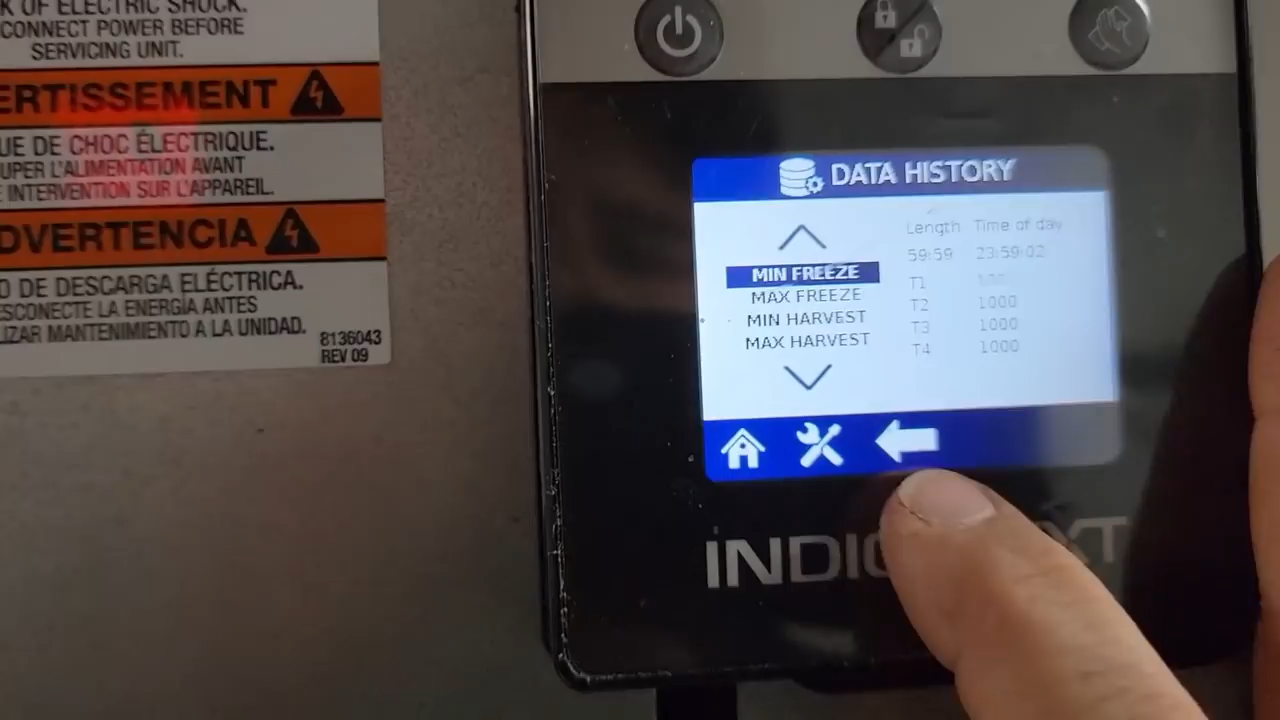 K OF ELECTRIC SHOCK.
CONNECT POWER BEFORE
SERVICING UNIT.
ERTISSEMENT
UE DE CHOC ÉLECTRIQUE.
UPER L'ALIMENTATION AVANT
E INTERVENTION SUR L'APPAREIL.
DVERTENCIA
O DE DESCARGA ELÉCTRICA.
ESCONECTE LA ENERGÍA ANTES
LIZAR MANTENIMIENTO A LA UNIDAD.
8136043
REV 09
DATA HISTORY
Length Time of day
59:59 23:59:02
MIN FREEZE
MAX FREEZE
MIN HARVEST
MAX HARVEST
T1
T2 1000
T3 1000
T4 1000
INDIG XT